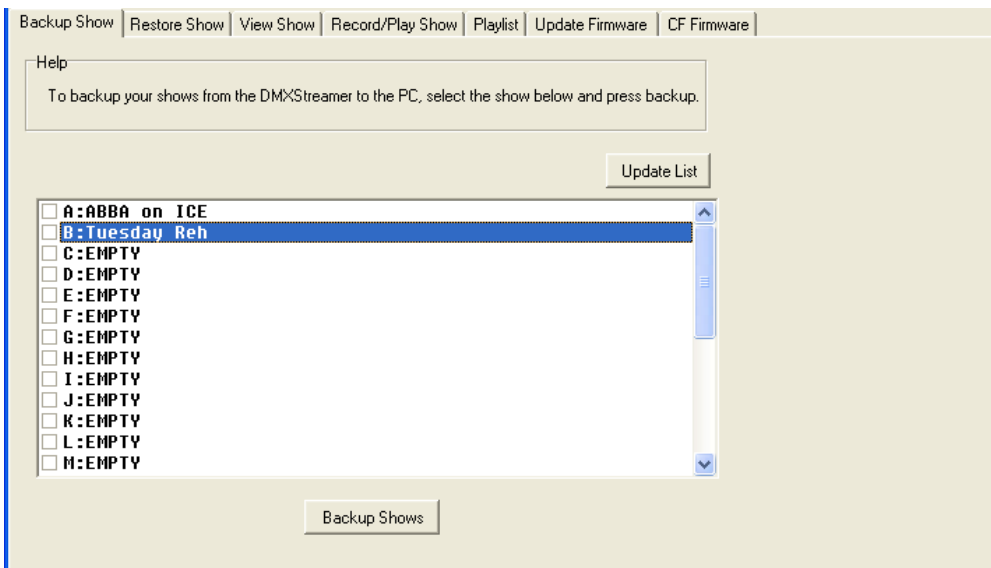 Backup Show Restore Show View Show Record/Play Show Playlist Update Firmware CF Firmware
Help
To backup your shows from the DMXStreamer to the PC, select the show below and press backup.
Update List
A:ABBA on ICE
B:Tuesday Reh
C:EMPTY
D:EMPTY
E:EMPTY
F:EMPTY
G:EMPTY
H:EMPTY
I:EMPTY
J:EMPTY
K:EMPTY
L:EMPTY
M:EMPTY
Backup Shows